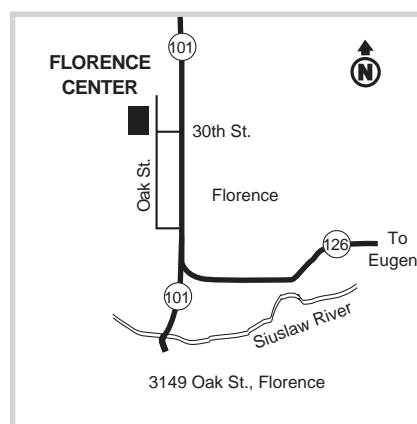 101
FLORENCE
CENTER
N
30th St.
Oak St.
Florence
126
To
Eugen
101
Siuslaw River
3149 Oak St., Florence